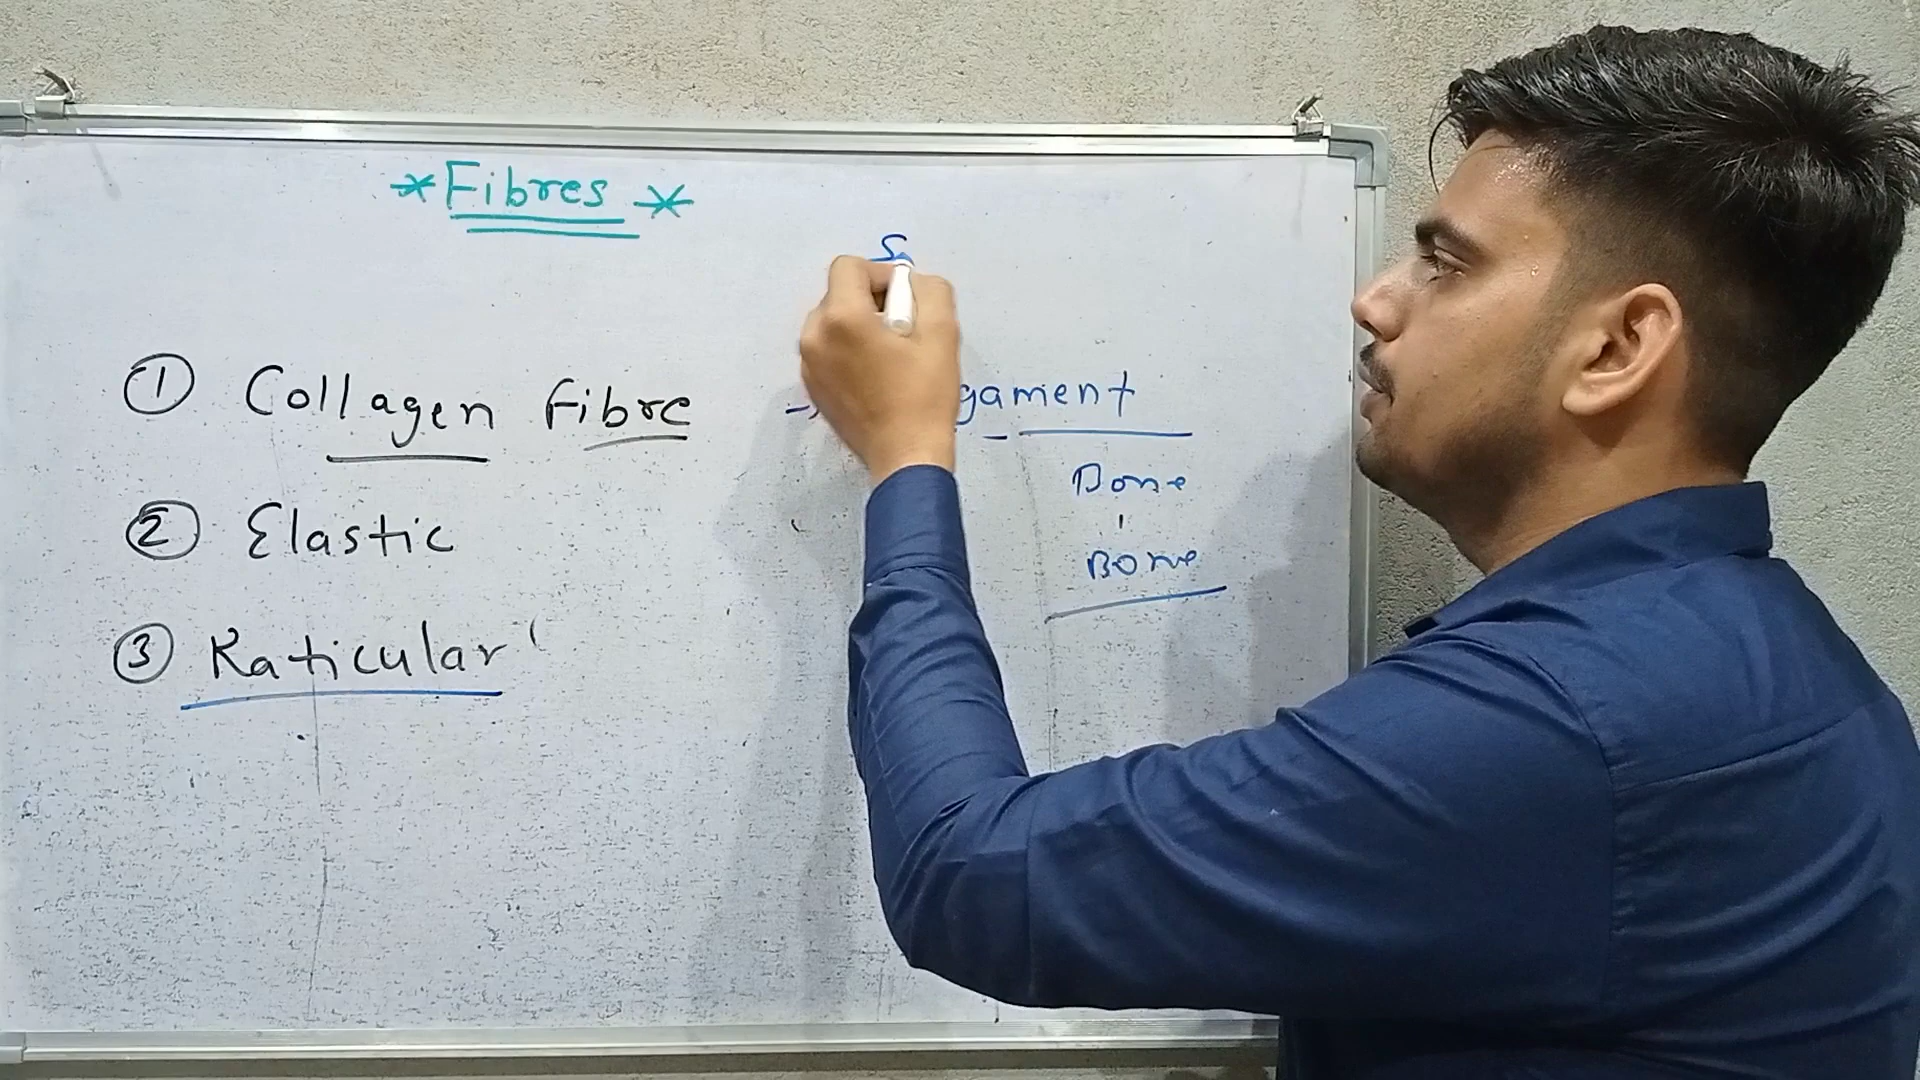 *Fibres*
① Collagen Fibre → gament
Bone
Bone
② Elastic
③ Raticular